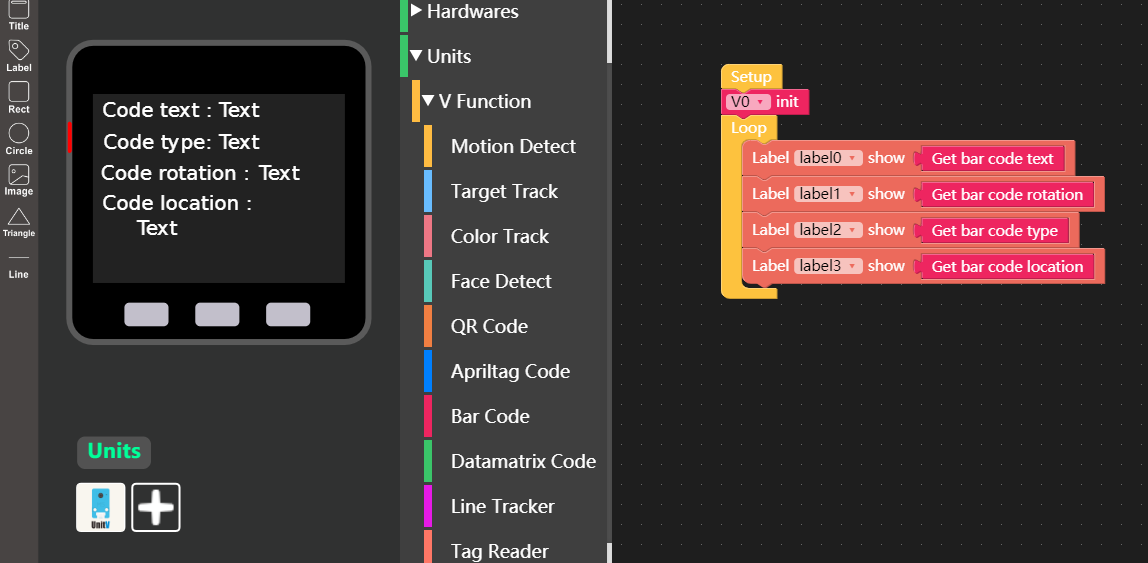 Title
Label
Rect
Circle
Image
Triangle
Line
Code text : Text
Code type: Text
Code rotation : Text
Code location :
Text
Units
UnitV
Hardwares
Units
V Function
Motion Detect
Target Track
Color Track
Face Detect
QR Code
Apriltag Code
Bar Code
Datamatrix Code
Line Tracker
Tag Reader
Setup
V0 init
Loop
Label label0 show Get bar code text
Label label1 show Get bar code rotation
Label label2 show Get bar code type
Label label3 show Get bar code location